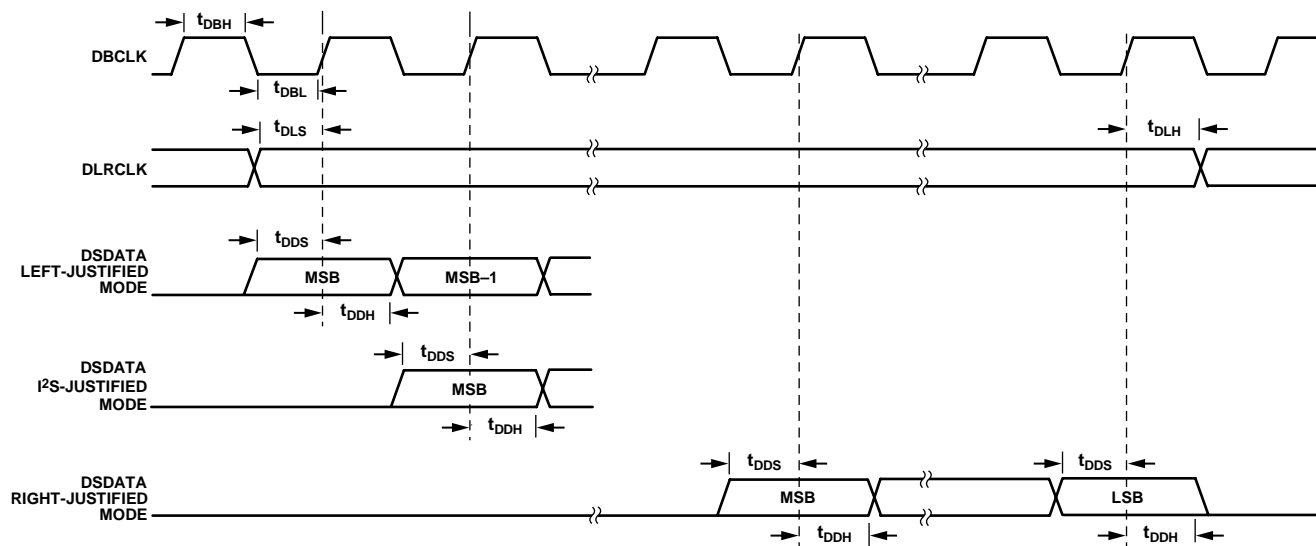 tDBH
DBCLK
tDBL
tDLS
tDLH
DLRCLK
tDDS
DSDATA
LEFT-JUSTIFIED
MODE
MSB
MSB–1
tDDH
tDDS
DSDATA
I2S-JUSTIFIED
MODE
MSB
tDDH
tDDS
tDDS
DSDATA
RIGHT-JUSTIFIED
MODE
MSB
LSB
tDDH
tDDH